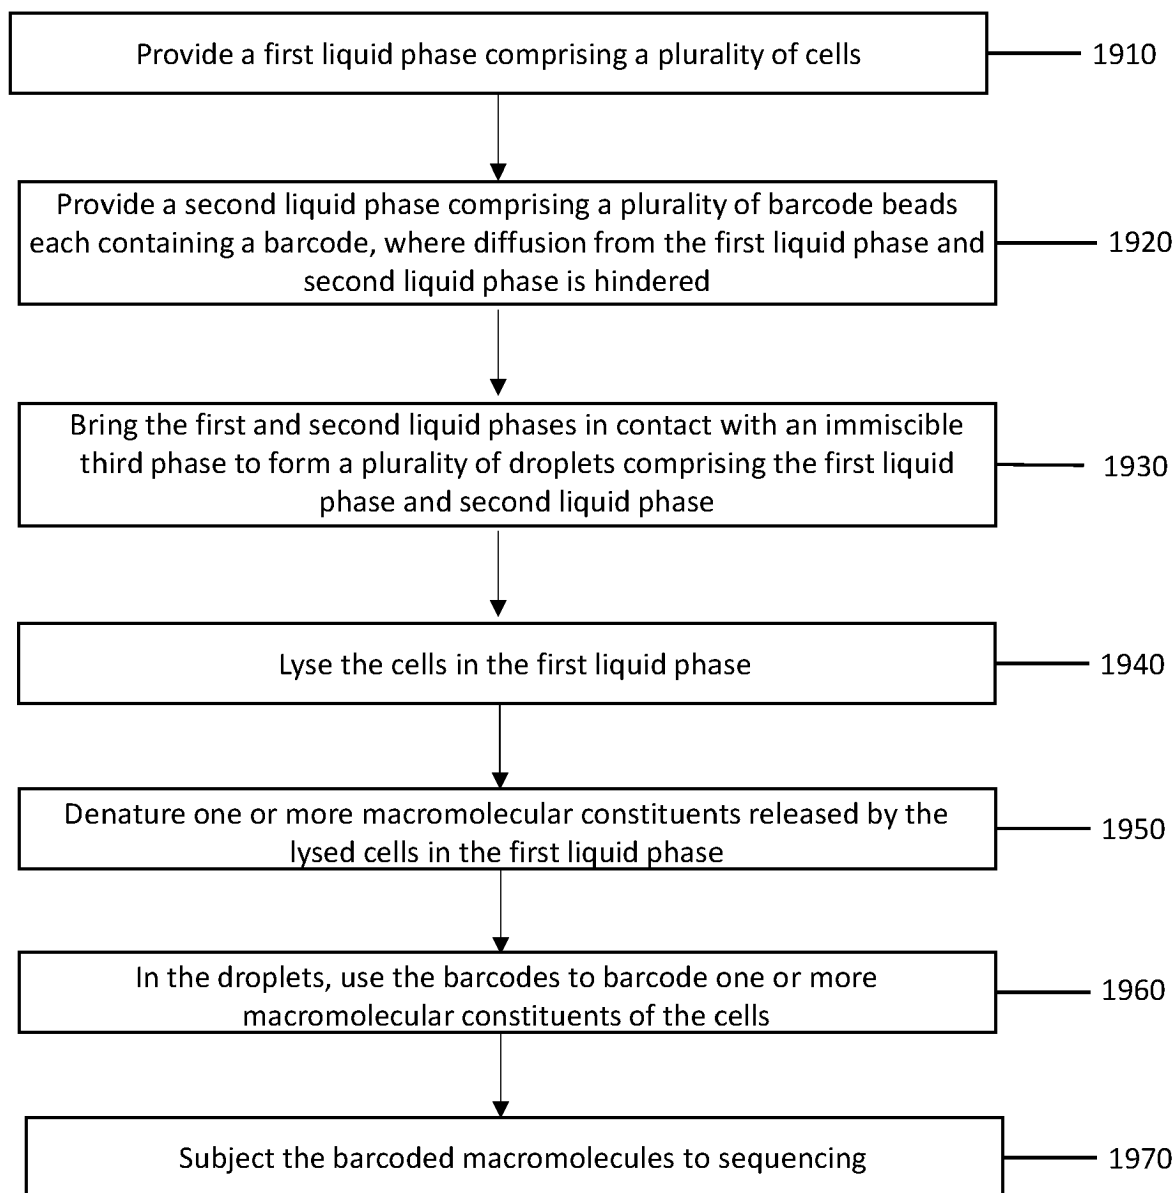 Provide a first liquid phase comprising a plurality of cells
1910
Provide a second liquid phase comprising a plurality of barcode beads
each containing a barcode, where diffusion from the first liquid phase and
second liquid phase is hindered
1920
Bring the first and second liquid phases in contact with an immiscible
third phase to form a plurality of droplets comprising the first liquid
phase and second liquid phase
1930
Lyse the cells in the first liquid phase
1940
Denature one or more macromolecular constituents released by the
lysed cells in the first liquid phase
1950
In the droplets, use the barcodes to barcode one or more
macromolecular constituents of the cells
1960
Subject the barcoded macromolecules to sequencing
1970